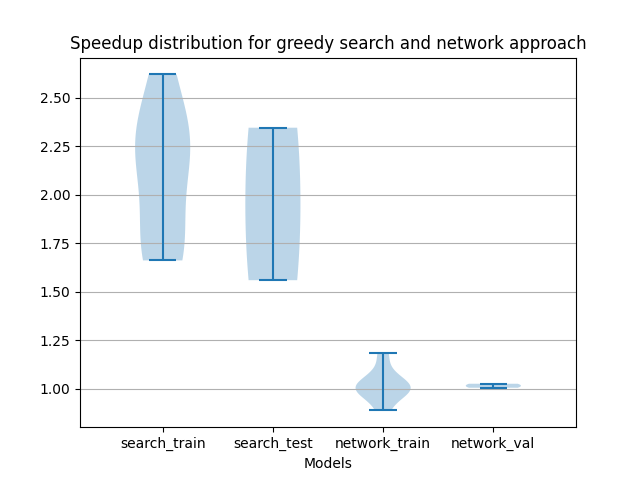 Speedup distribution for greedy search and network approach
2.50
2.25
2.00
1.75
1.50
1.25
1.00
search_train search_test network_train network_val
Models